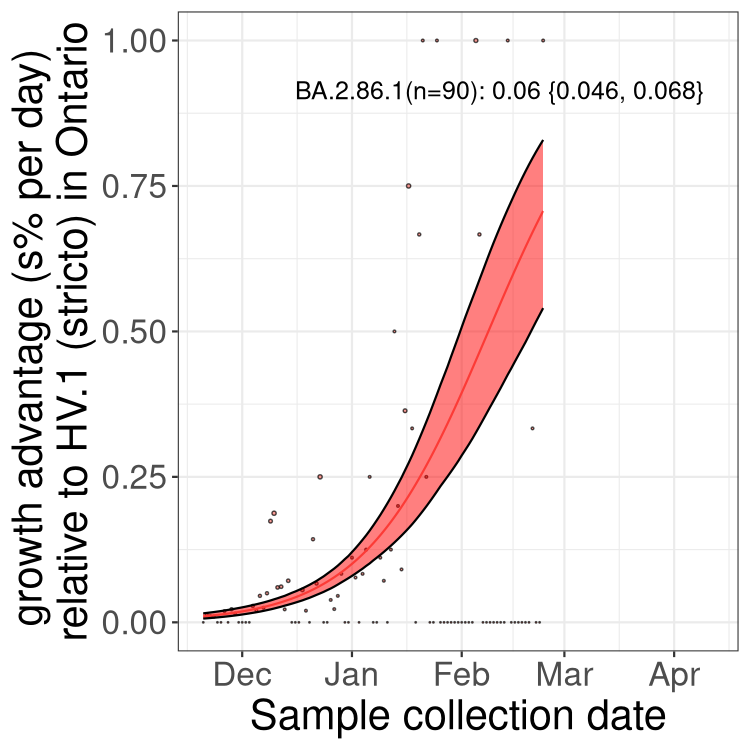 growth advantage (s% per day)
relative to HV.1 (stricto) in Ontario
1.00
0.75
0.50
0.25
0.00
BA.2.86.1(n=90): 0.06 {0.046, 0.068}
Dec Jan Feb Mar Apr
Sample collection date